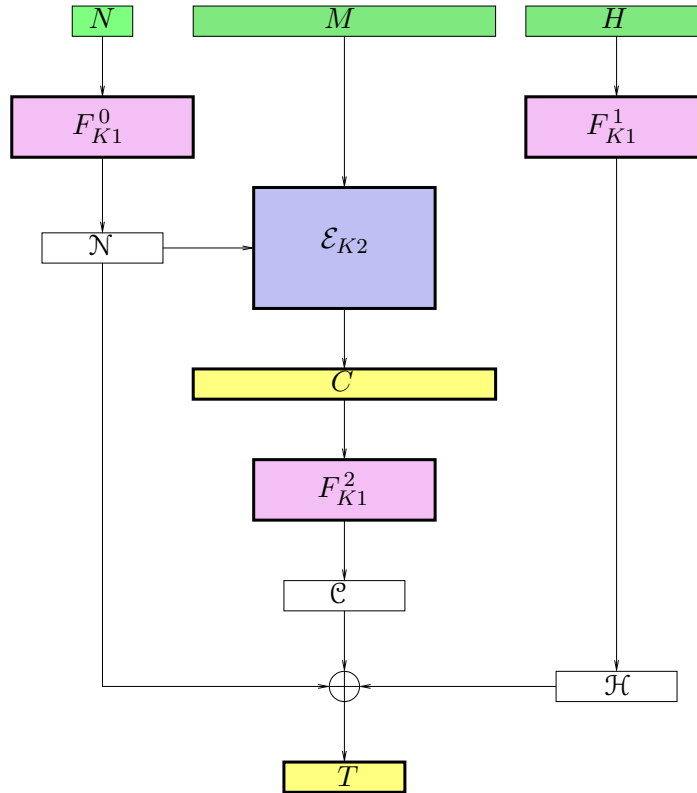 N M H
F^0_{K1} F^1_{K1}
𝒩 ℰ_{K2}
C
F^2_{K1}
𝒞
ℋ
T